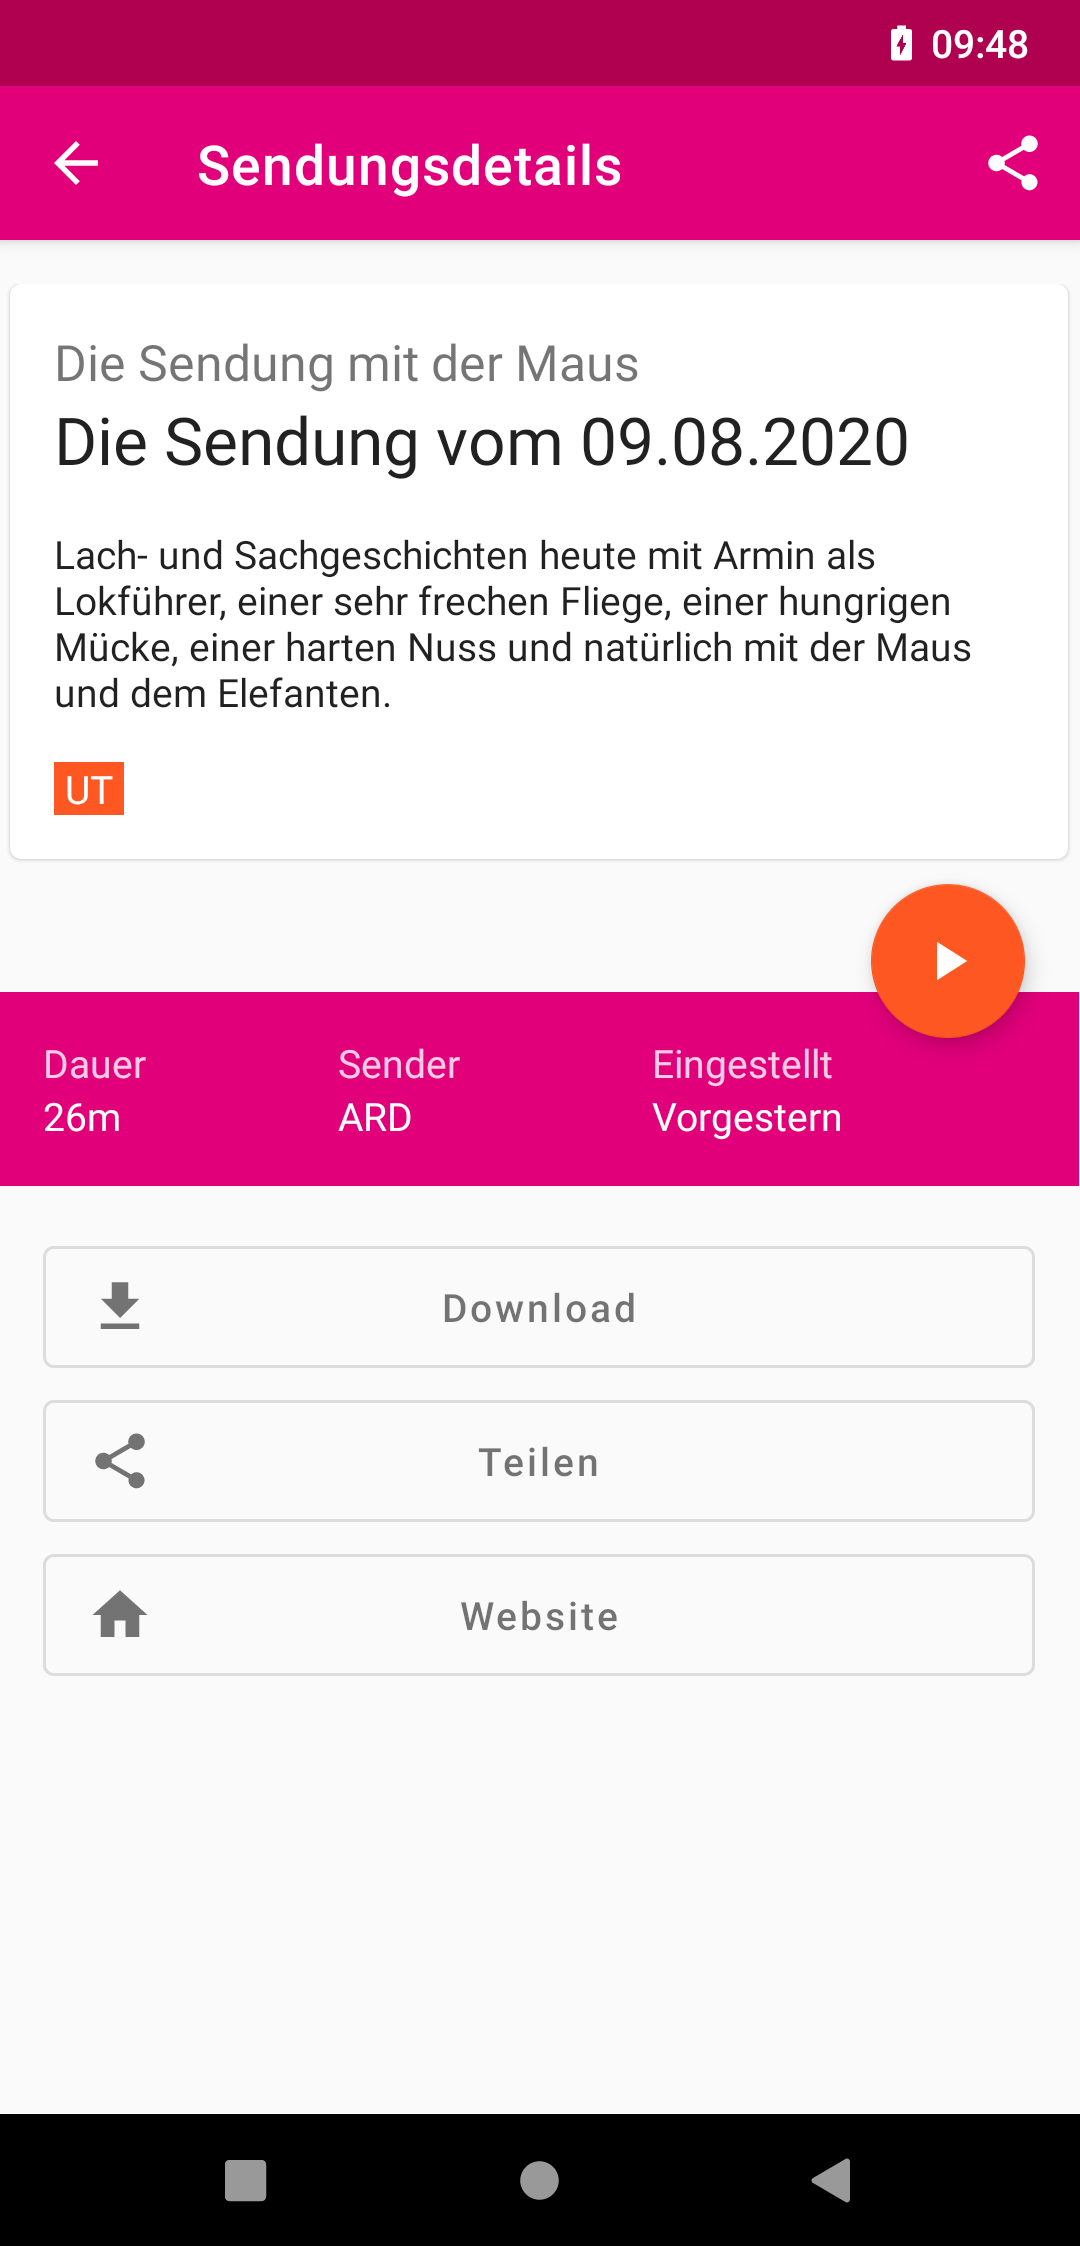 09:48
Sendungsdetails
Die Sendung mit der Maus
Die Sendung vom 09.08.2020
Lach- und Sachgeschichten heute mit Armin als
Lokführer, einer sehr frechen Fliege, einer hungrigen
Mücke, einer harten Nuss und natürlich mit der Maus
und dem Elefanten.
UT
Dauer Sender Eingestellt
26m ARD Vorgestern
Download
Teilen
Website